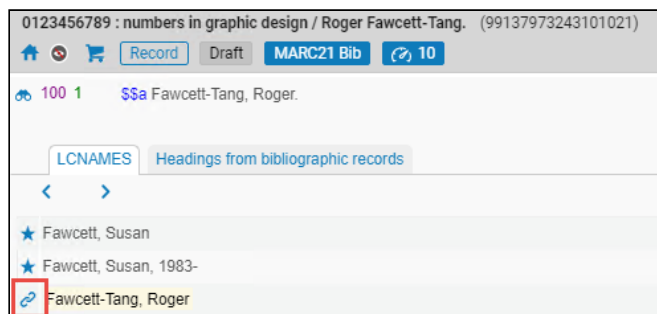 0123456789 : numbers in graphic design / Roger Fawcett-Tang. (99137973243101021)
Record Draft MARC21 Bib 10
100 1 $$a Fawcett-Tang, Roger.
LCNAMES Headings from bibliographic records
Fawcett, Susan
Fawcett, Susan, 1983-
Fawcett-Tang, Roger